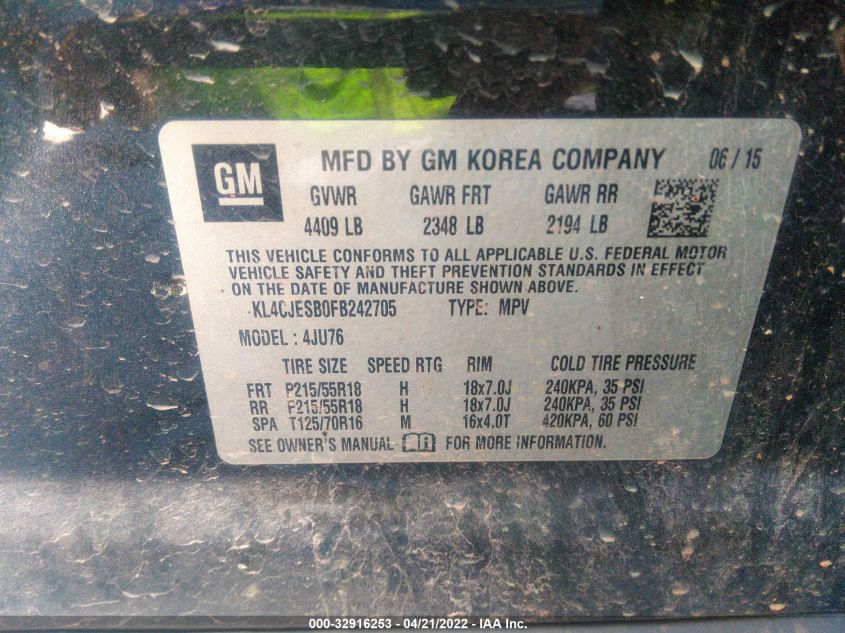 GM
MFD BY GM KOREA COMPANY 06 / 15
GVWR GAWR FRT GAWR RR
4409 LB 2348 LB 2194 LB
THIS VEHICLE CONFORMS TO ALL APPLICABLE U.S. FEDERAL MOTOR
VEHICLE SAFETY AND THEFT PREVENTION STANDARDS IN EFFECT
ON THE DATE OF MANUFACTURE SHOWN ABOVE.
KL4CJESB0FB242705 TYPE: MPV
MODEL : 4JU76
TIRE SIZE SPEED RTG RIM COLD TIRE PRESSURE
FRT P215/55R18 H 18x7.0J 240KPA, 35 PSI
RR P215/55R18 H 18x7.0J 240KPA, 35 PSI
SPA T125/70R16 M 16x4.0T 420KPA, 60 PSI
SEE OWNER'S MANUAL FOR MORE INFORMATION.
000-32916253 - 04/21/2022 - IAA Inc.